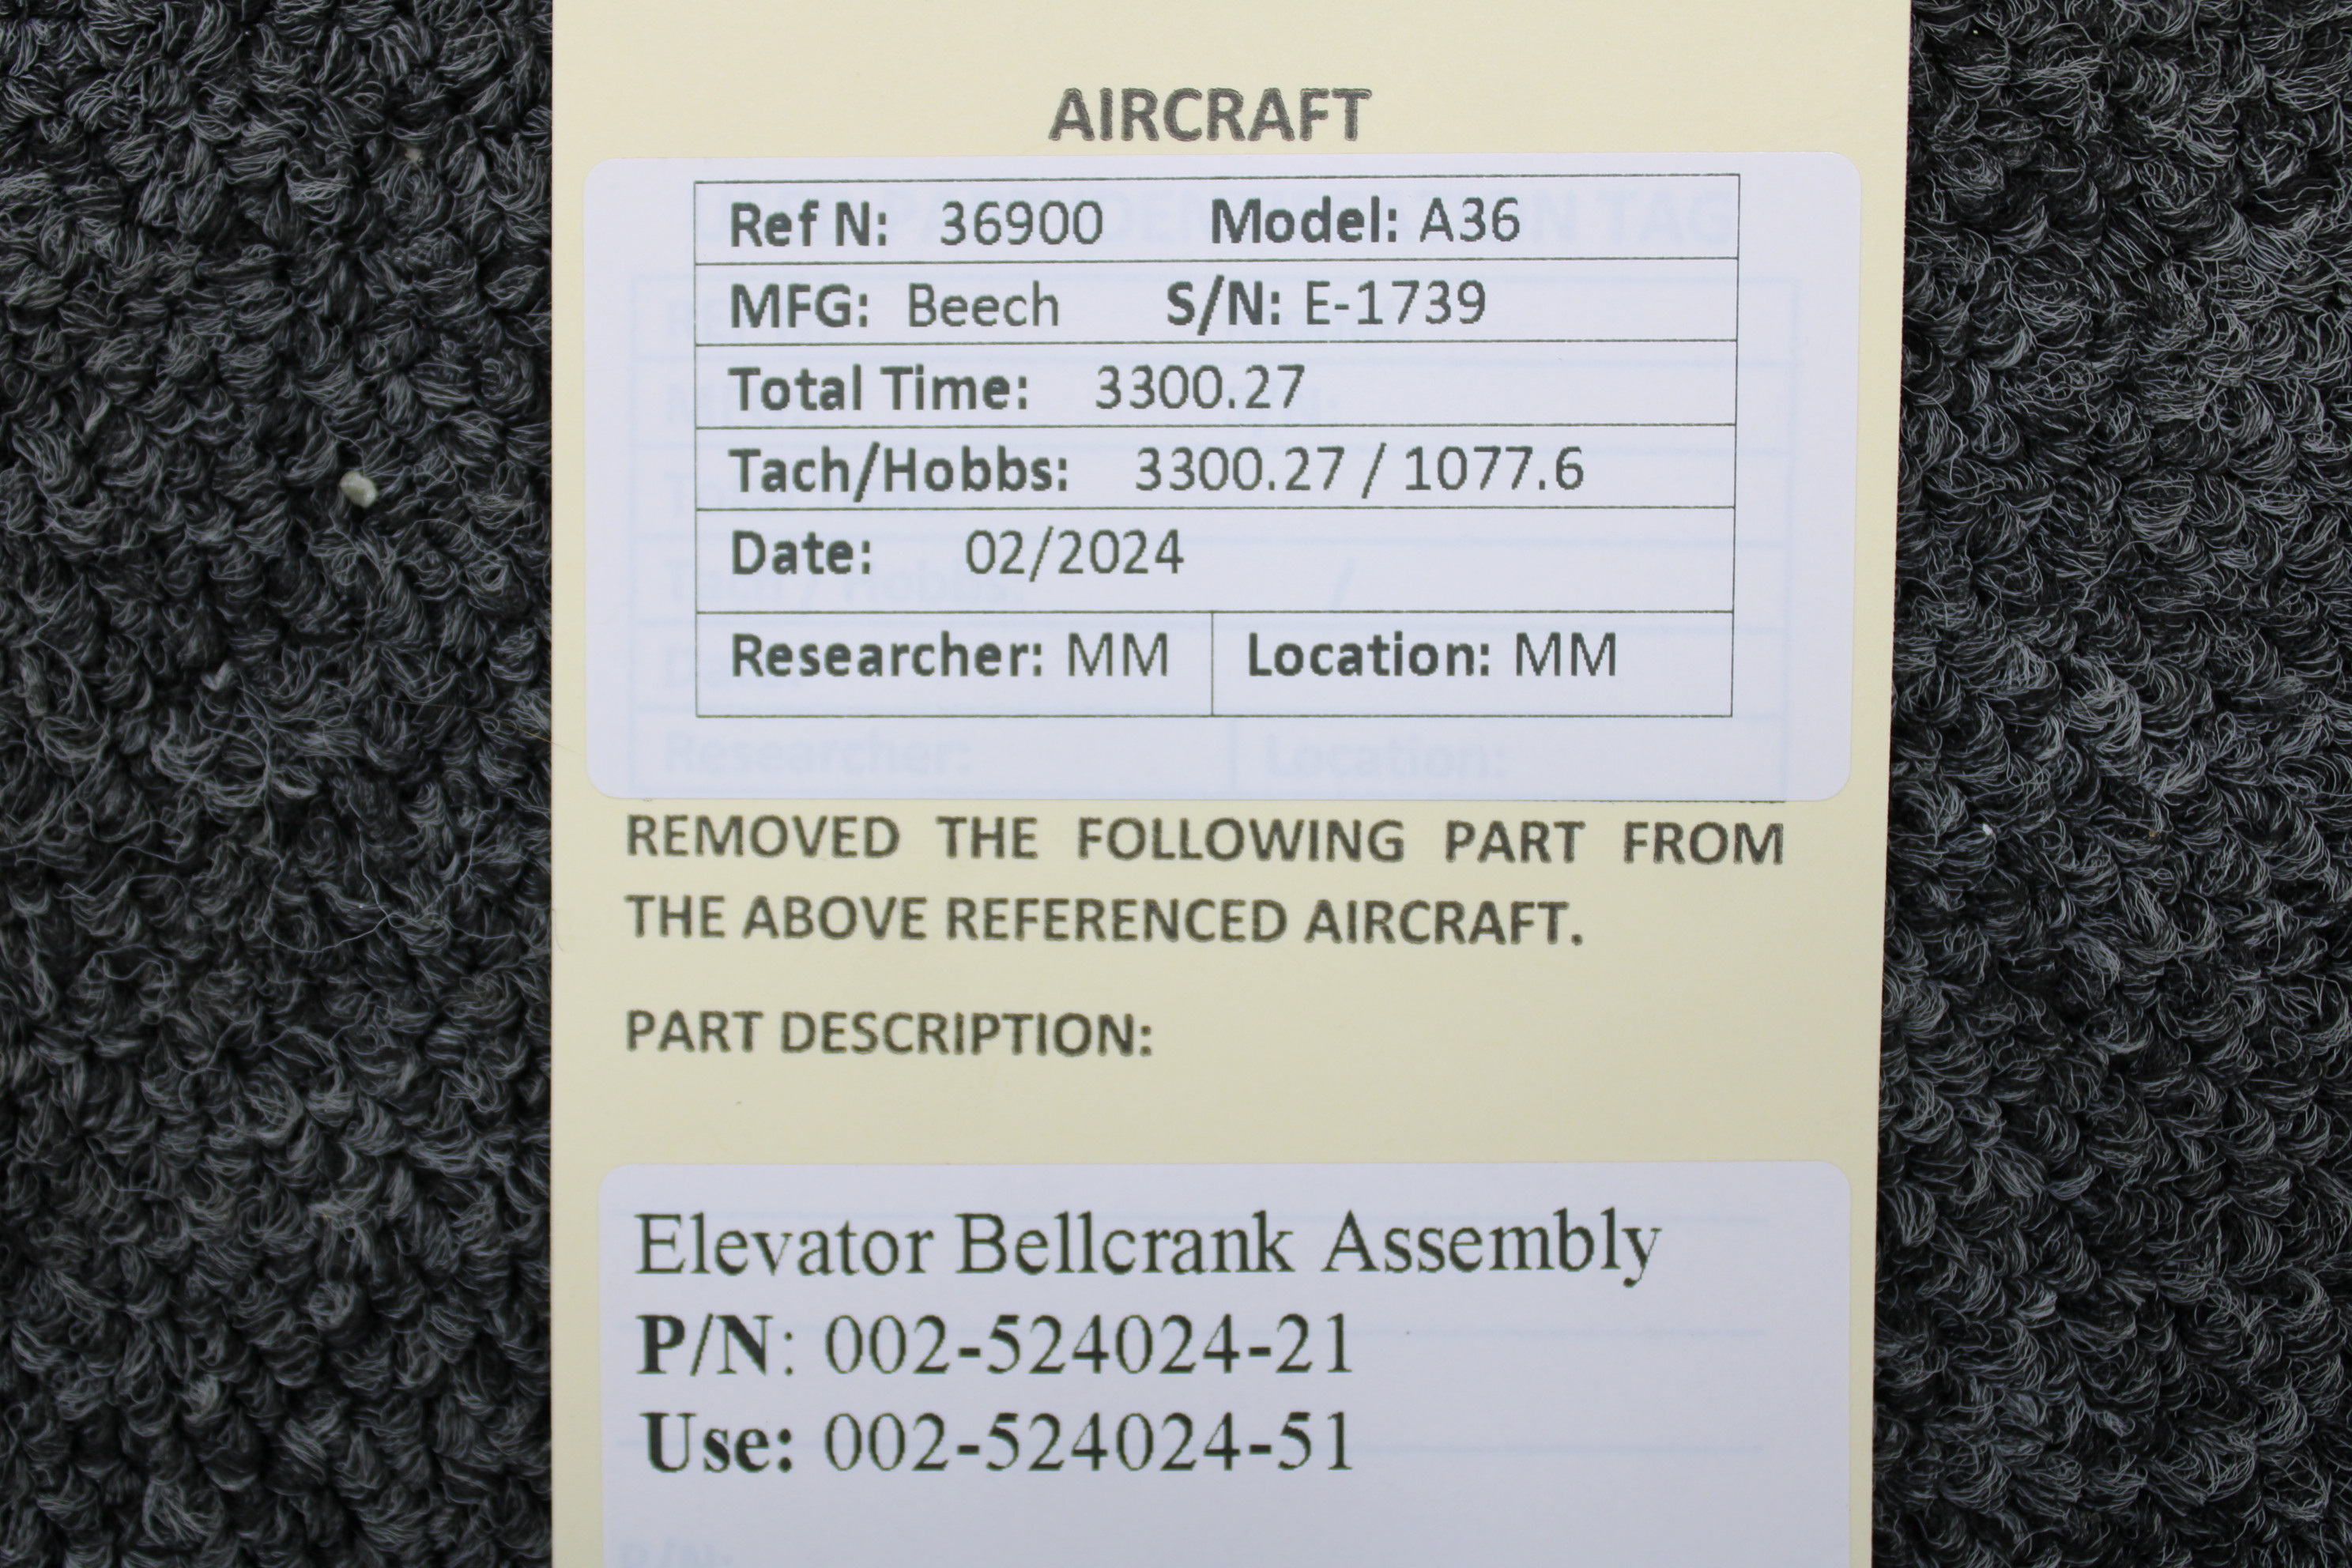 AIRCRAFT
Ref N: 36900 Model: A36
MFG: Beech S/N: E-1739
Total Time: 3300.27
Tach/Hobbs: 3300.27 / 1077.6
Date: 02/2024
Researcher: MM Location: MM
Researcher: Location:
REMOVED THE FOLLOWING PART FROM
THE ABOVE REFERENCED AIRCRAFT.
PART DESCRIPTION:
Elevator Bellcrank Assembly
P/N: 002-524024-21
Use: 002-524024-51
P/N: